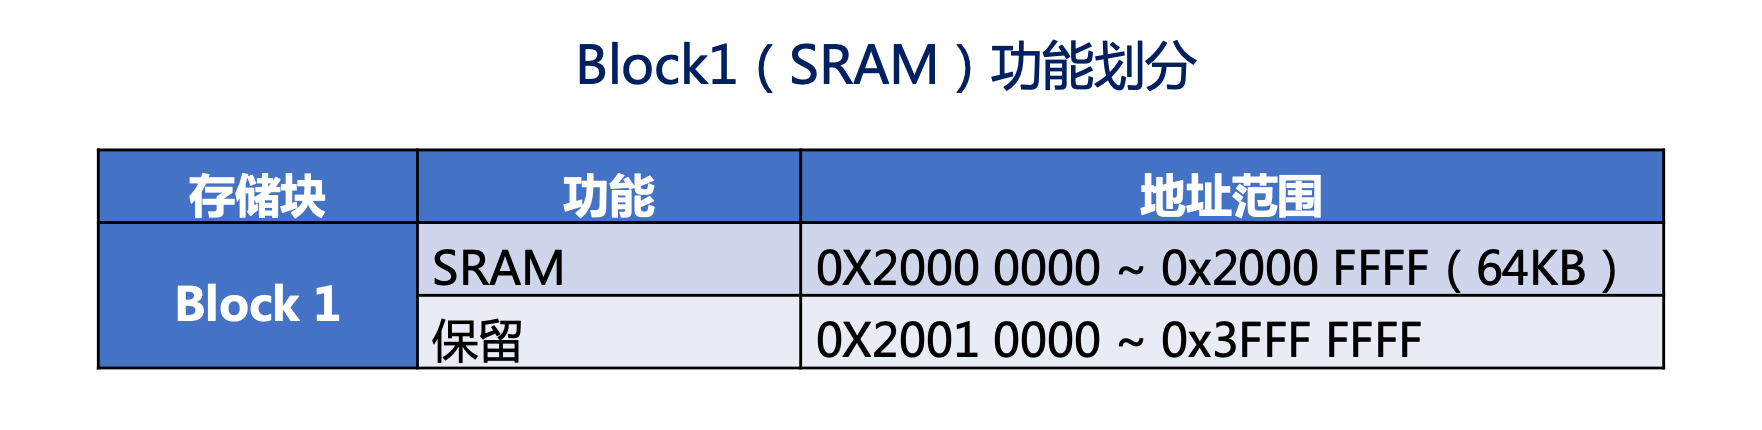 Block1（SRAM）功能划分
存储块 功能 地址范围
SRAM 0X2000 0000 ~ 0x2000 FFFF（64KB）
Block 1
保留 0X2001 0000 ~ 0x3FFF FFFF